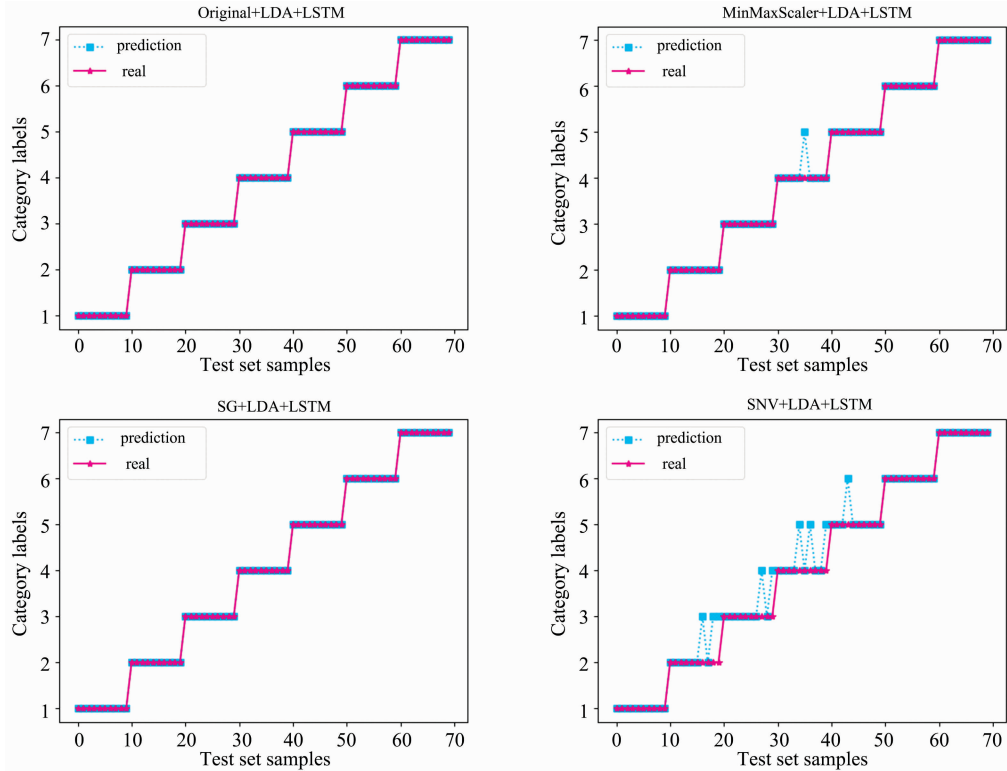 Original+LDA+LSTM
prediction
real
Category labels
7
6
5
4
3
2
1
0 10 20 30 40 50 60 70
Test set samples
MinMaxScaler+LDA+LSTM
prediction
real
Category labels
7
6
5
4
3
2
1
0 10 20 30 40 50 60 70
Test set samples
SG+LDA+LSTM
prediction
real
Category labels
7
6
5
4
3
2
1
0 10 20 30 40 50 60 70
Test set samples
SNV+LDA+LSTM
prediction
real
Category labels
7
6
5
4
3
2
1
0 10 20 30 40 50 60 70
Test set samples